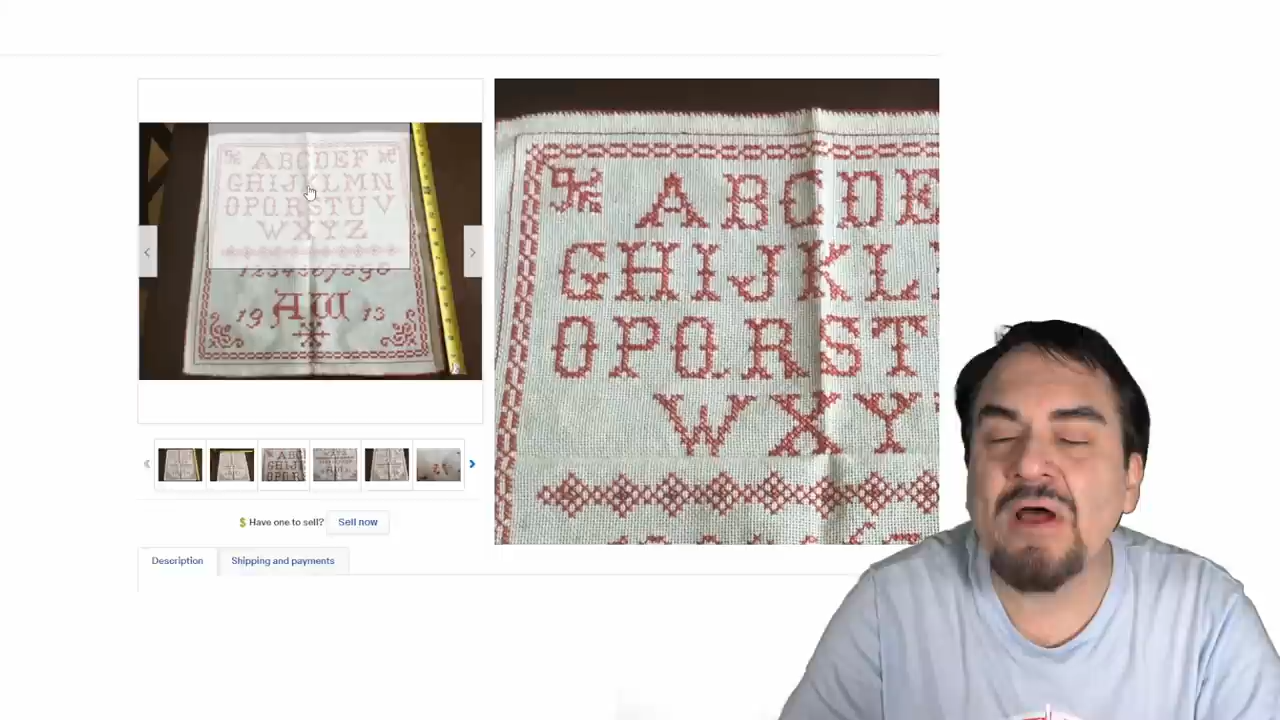 ABCDEF
GHIJKLMN
OPQRSTUV
WXYZ
1234567890
19 AW 13
ABCDE
GHIJKL
OPQRST
WXY
$ Have one to sell? Sell now
Description Shipping and payments